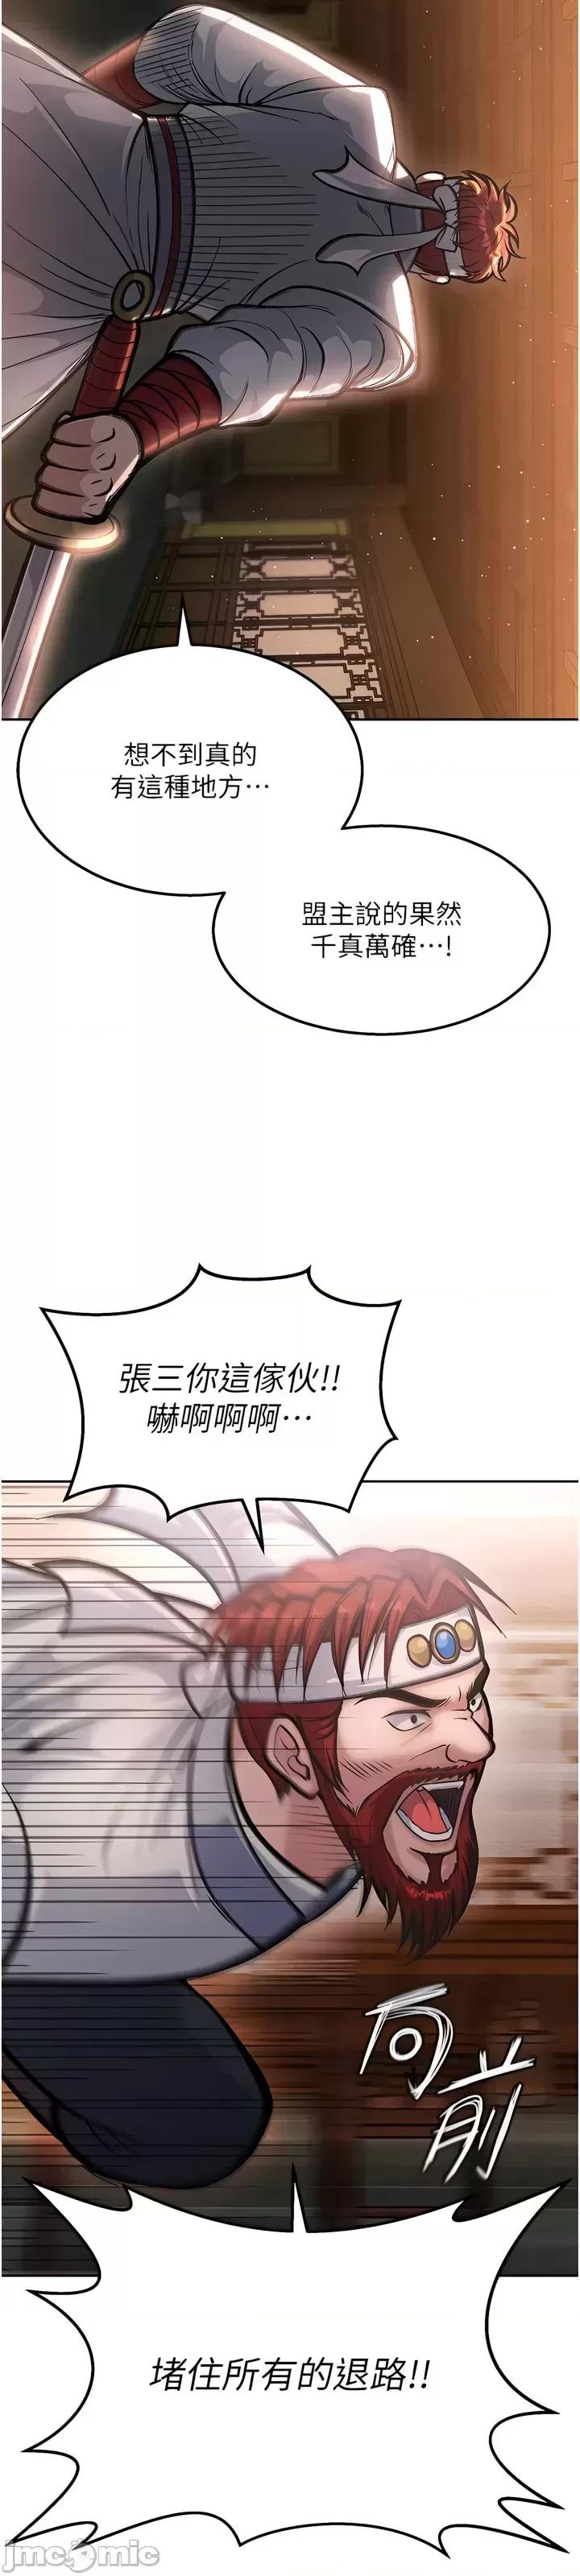 想不到真的
有這種地方…
盟主說的果然
千真萬確…!
張三你這傢伙!!
嚇啊啊啊…
向前
堵住所有的退路!!
jmcomic